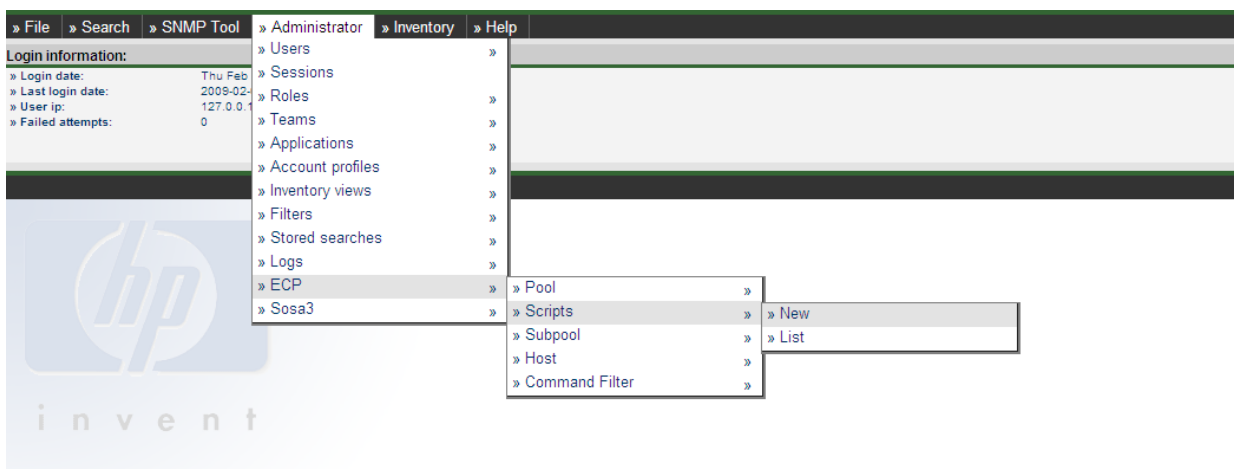 » File » Search » SNMP Tool » Administrator » Inventory » Help
Login information:
» Login date: Thu Feb
» Last login date: 2009-02-
» User ip: 127.0.0.1
» Failed attempts: 0
» Users »
» Sessions
» Roles »
» Teams »
» Applications »
» Account profiles »
» Inventory views »
» Filters »
» Stored searches »
» Logs »
» ECP »
» Sosa3 »
» Pool »
» Scripts »
» Subpool »
» Host »
» Command Filter »
» New
» List
hp
invent